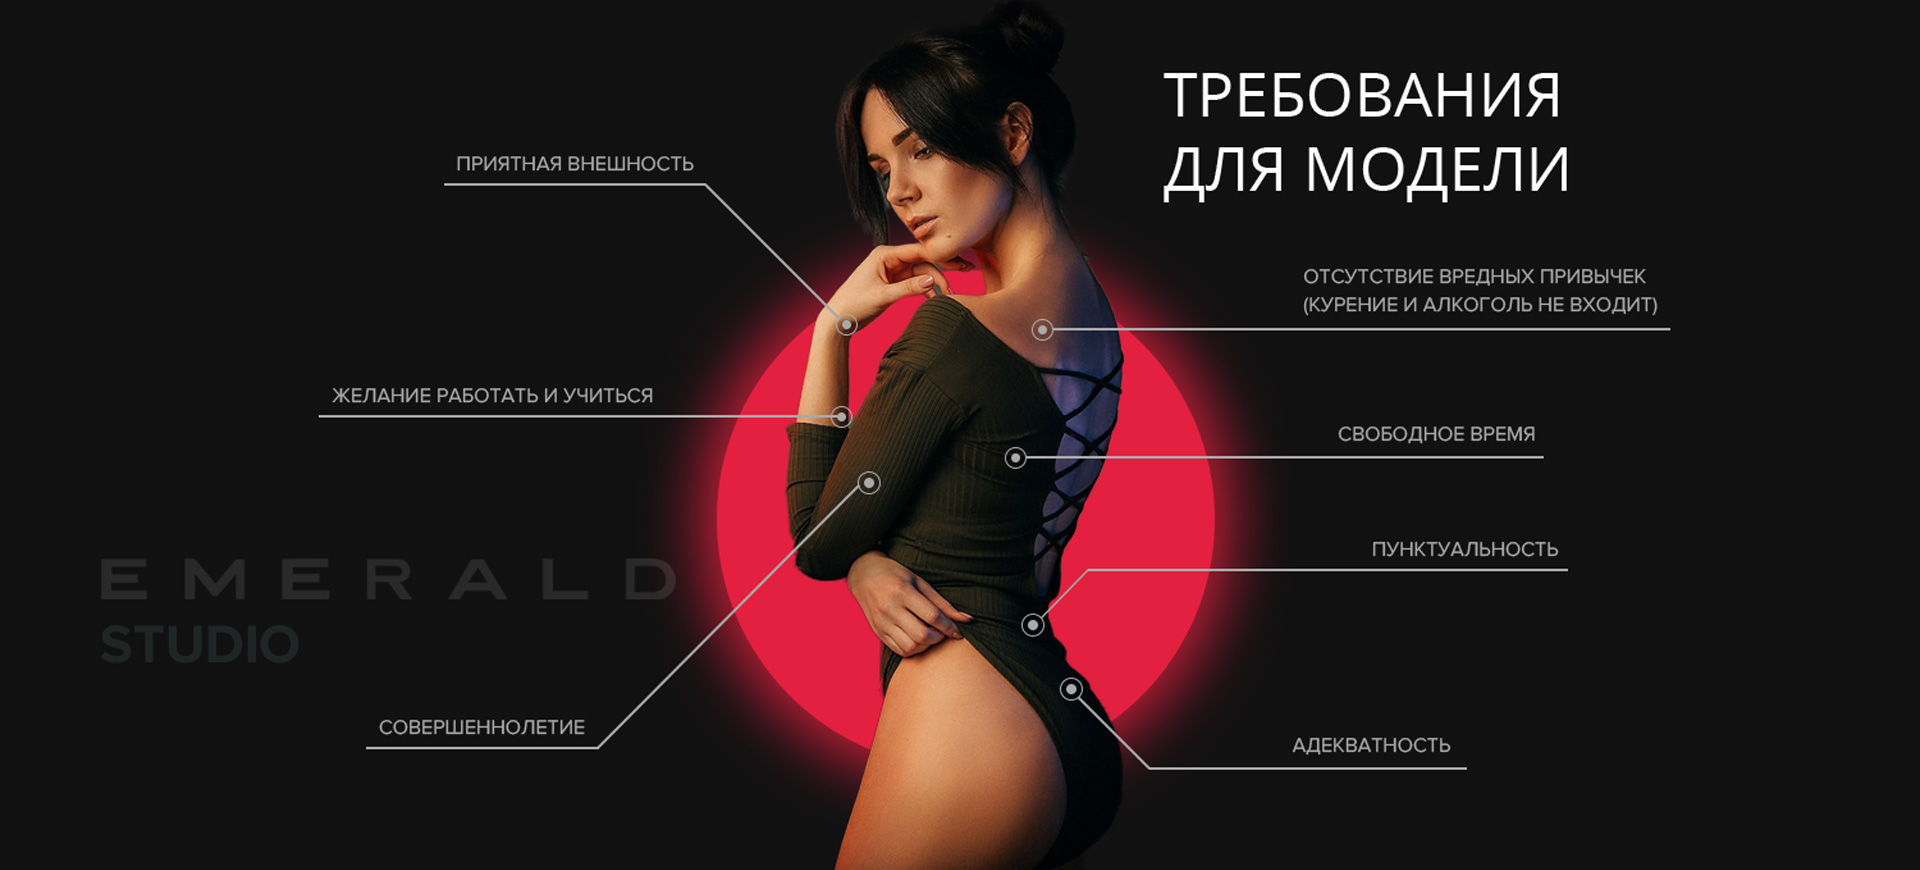 ТРЕБОВАНИЯ
ДЛЯ МОДЕЛИ
ПРИЯТНАЯ ВНЕШНОСТЬ
ОТСУТСТВИЕ ВРЕДНЫХ ПРИВЫЧЕК
(КУРЕНИЕ И АЛКОГОЛЬ НЕ ВХОДИТ)
ЖЕЛАНИЕ РАБОТАТЬ И УЧИТЬСЯ
СВОБОДНОЕ ВРЕМЯ
ПУНКТУАЛЬНОСТЬ
EMERALD
STUDIO
СОВЕРШЕННОЛЕТИЕ
АДЕКВАТНОСТЬ